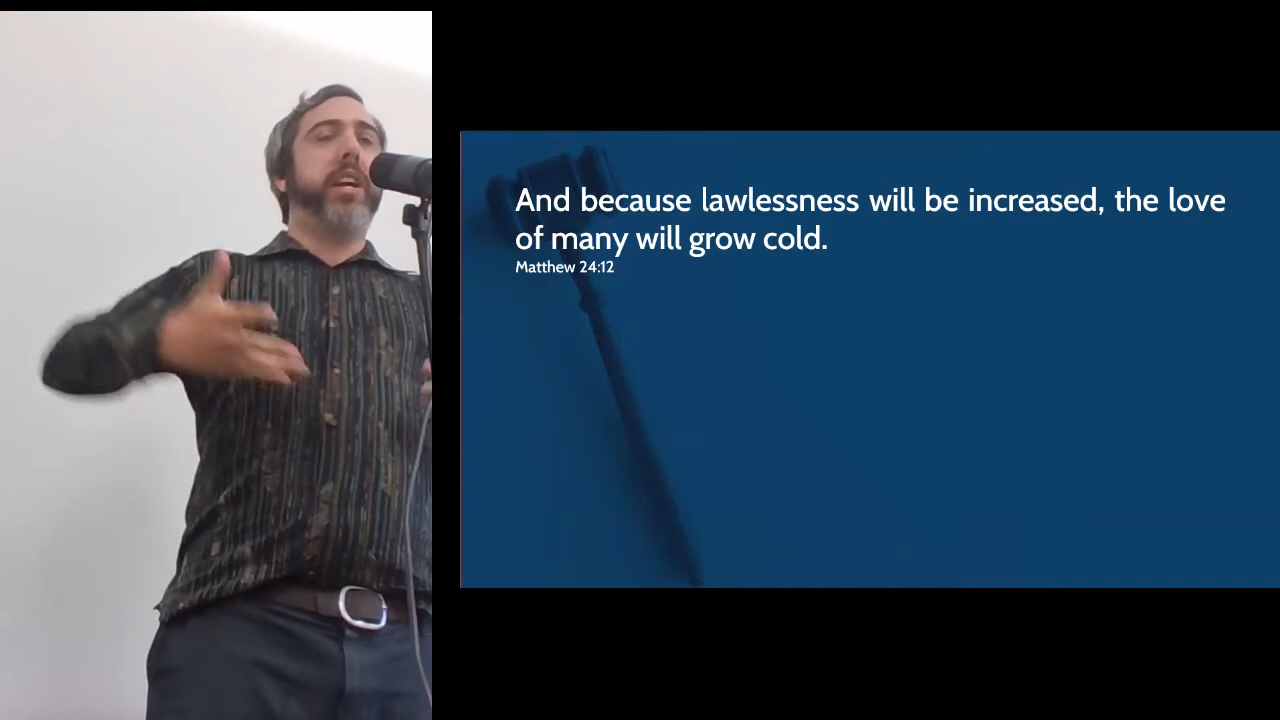 And because lawlessness will be increased, the love
of many will grow cold.
Matthew 24:12